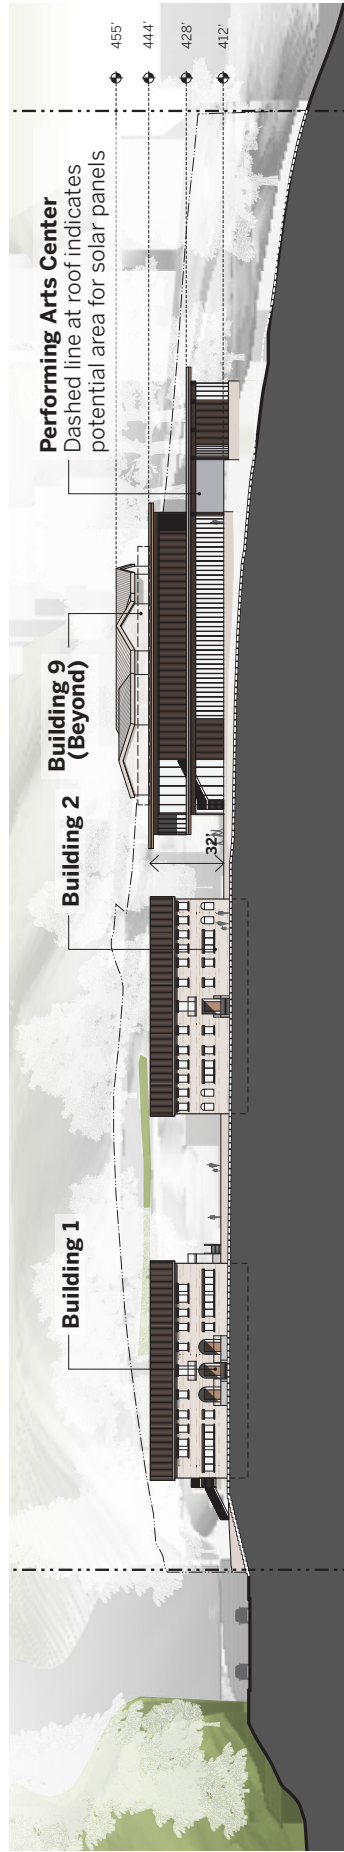 Building 1
Building 2
Building 9
(Beyond)
Performing Arts Center
Dashed line at roof indicates
potential area for solar panels
455'
444'
428'
412'
32'